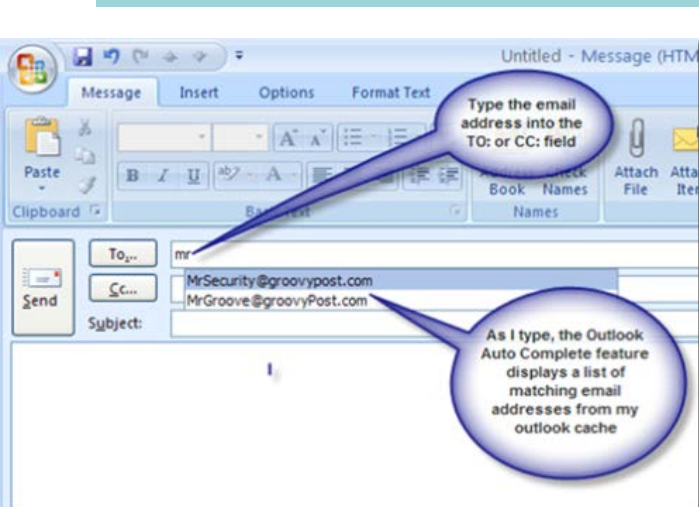 Untitled - Message (HTM
Message Insert Options Format Text
Type the email
address into the
TO: or CC: field
Paste
B I U
Book Names
Attach
File
Atta
Iter
Clipboard
Names
To...
mr
MrSecurity@groovypost.com
MrGroove@groovyPost.com
Send
Cc...
Subject:
As I type, the Outlook
Auto Complete feature
displays a list of
matching email
addresses from my
outlook cache